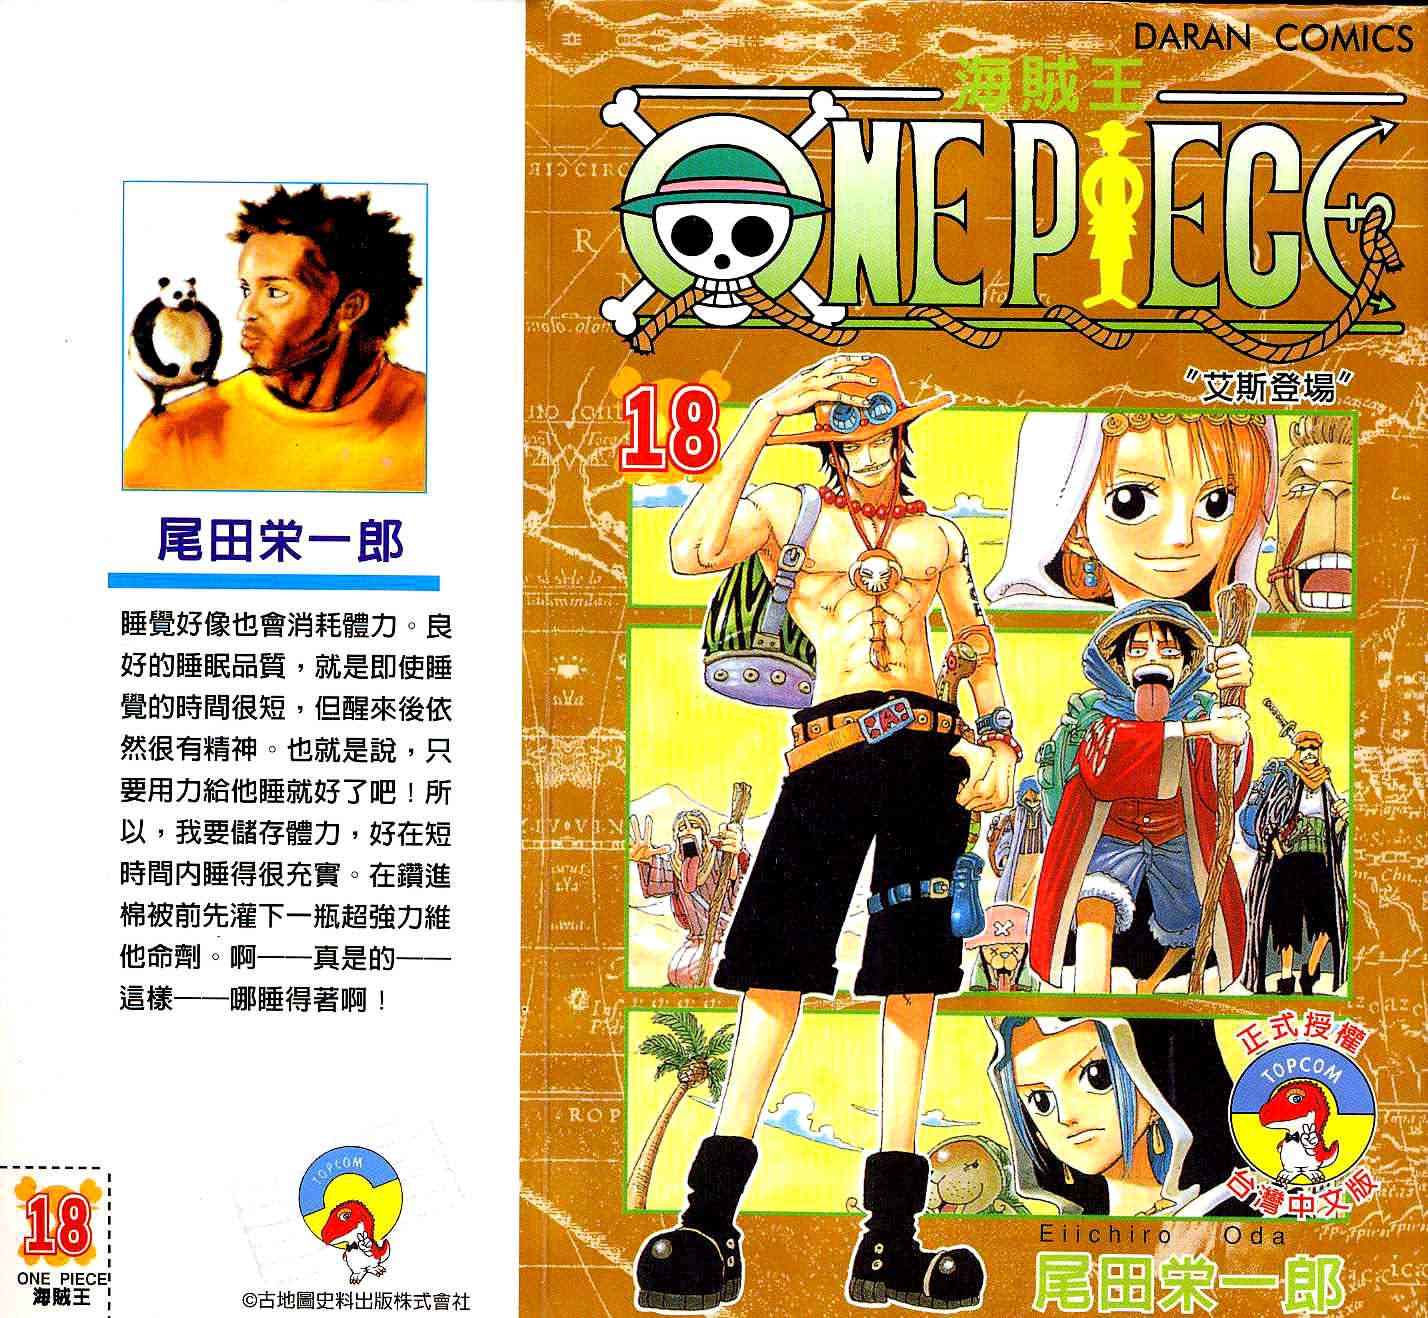 尾田栄一郎
睡覺好像也會消耗體力。良
好的睡眠品質，就是即使睡
覺的時間很短，但醒來後依
然很有精神。也就是說，只
要用力給他睡就好了吧！所
以，我要儲存體力，好在短
時間內睡得很充實。在鑽進
棉被前先灌下一瓶超強力維
他命劑。啊——真是的——
這樣——哪睡得著啊！
TOPCOM
©古地圖史料出版株式會社
18
ONE PIECE
海賊王
DARAN COMICS
海賊王
ONE PIECE
"艾斯登場"
18
正式授權
TOPCOM
台灣中文版
Eiichiro Oda
尾田栄一郎